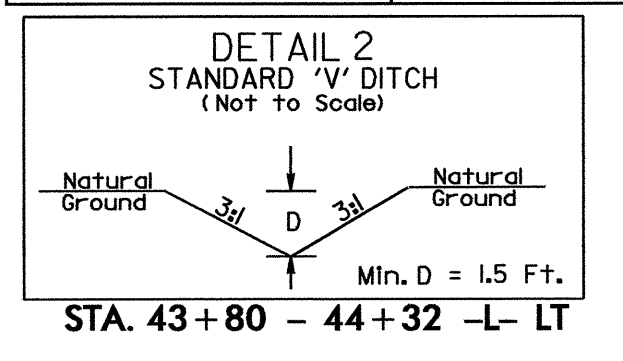 DETAIL 2
STANDARD 'V' DITCH
(Not to Scale)
Natural
Ground
3:1
D
3:1
Natural
Ground
Min. D = 1.5 Ft.
STA. 43+80 - 44+32 -L- LT